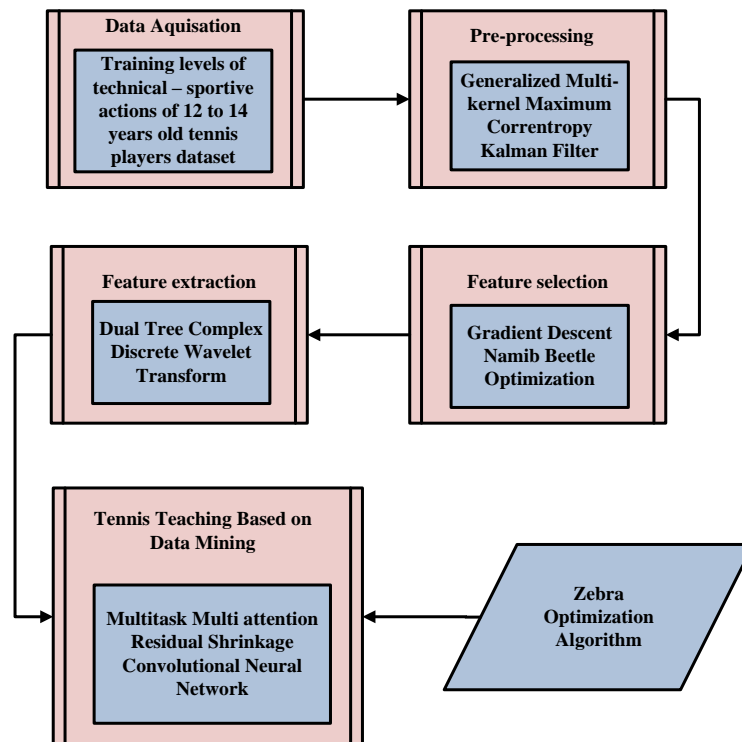 Data Aquisation
Training levels of
technical – sportive
actions of 12 to 14
years old tennis
players dataset
Pre-processing
Generalized Multi-
kernel Maximum
Correntropy
Kalman Filter
Feature extraction
Dual Tree Complex
Discrete Wavelet
Transform
Feature selection
Gradient Descent
Namib Beetle
Optimization
Tennis Teaching Based on
Data Mining
Multitask Multi attention
Residual Shrinkage
Convolutional Neural
Network
Zebra
Optimization
Algorithm